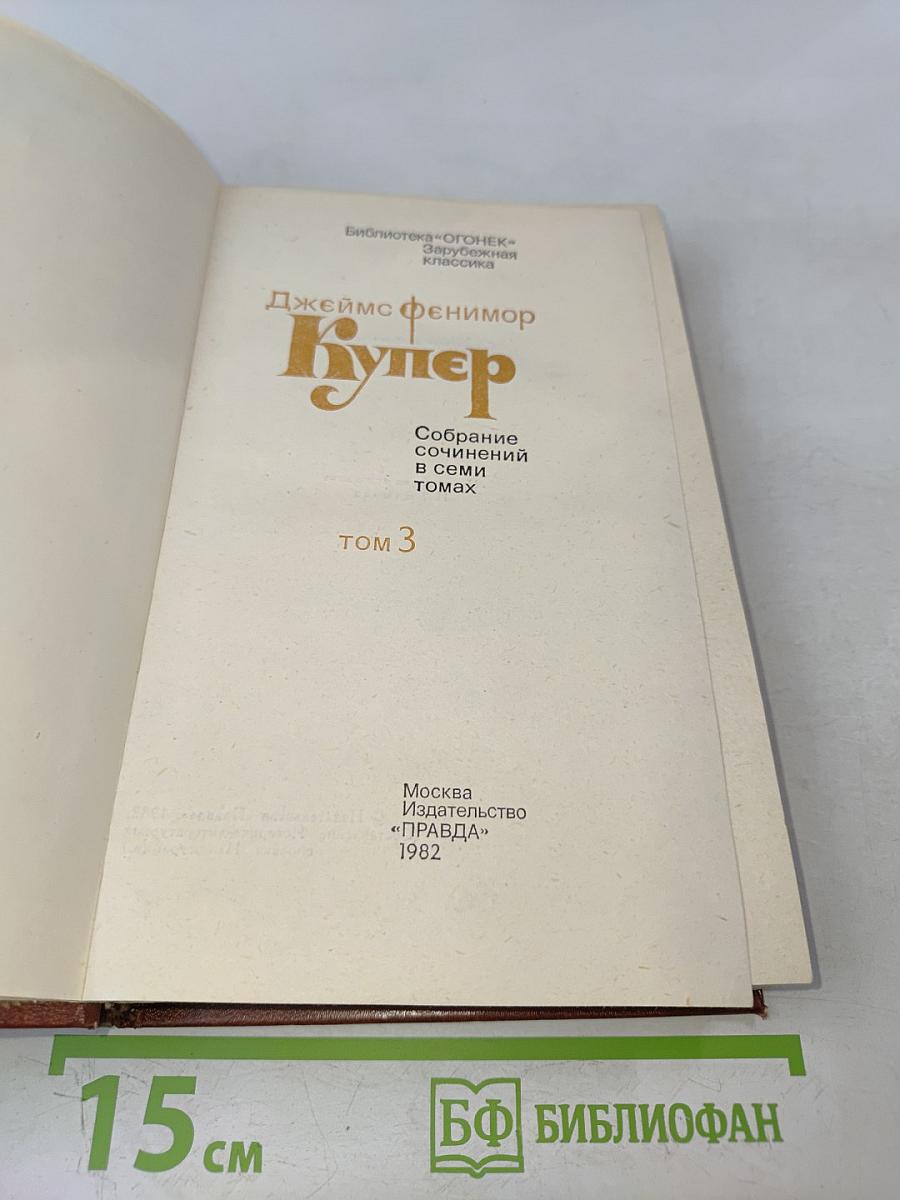 Библиотека«ОГОНЕК»
Зарубежная
классика
Джеймс Фенимор
Купер
Собрание
сочинений
в семи
томах
том 3
Москва
Издательство
«ПРАВДА»
1982
15 см
БФ БИБЛИОФАН